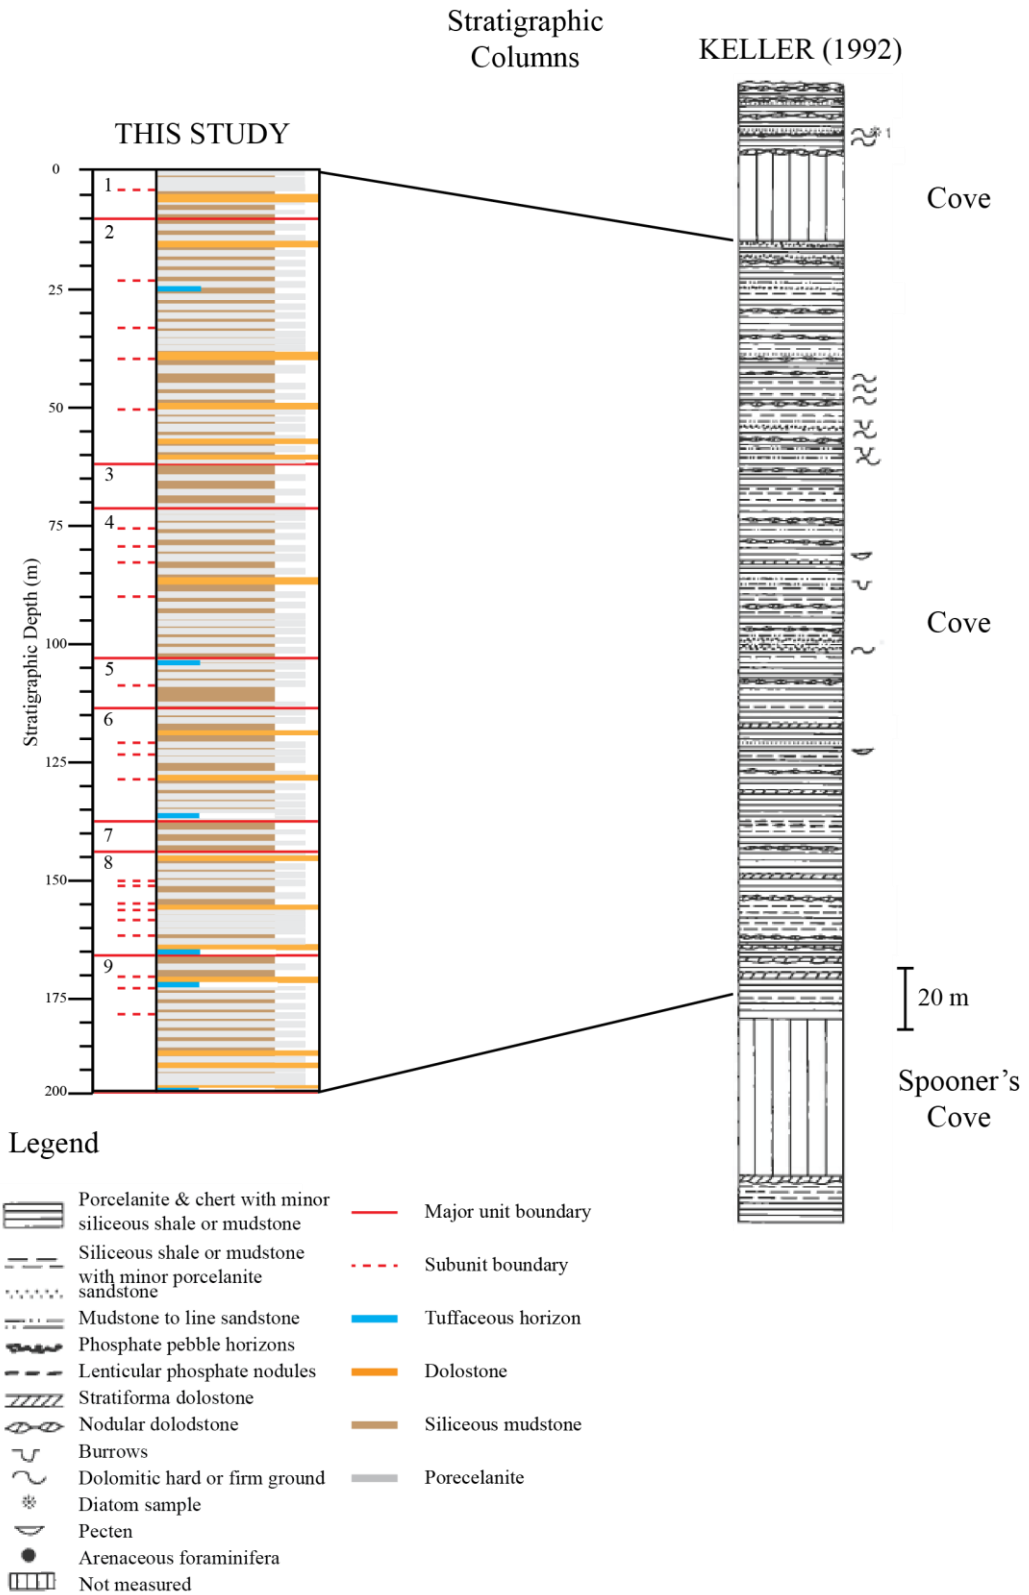 Stratigraphic
Columns
KELLER (1992)
THIS STUDY
0
25
50
75
100
125
150
175
200
Stratigraphic Depth (m)
1
2
3
4
5
6
7
8
9
1
Cove
Cove
20 m
Spooner's
Cove
Legend
Porcelanite & chert with minor
siliceous shale or mudstone
Siliceous shale or mudstone
with minor porcelanite
sandstone
Mudstone to line sandstone
Phosphate pebble horizons
Lenticular phosphate nodules
Stratiforma dolostone
Nodular dolodstone
Burrows
Dolomitic hard or firm ground
Diatom sample
Pecten
Arenaceous foraminifera
Not measured
Major unit boundary
Subunit boundary
Tuffaceous horizon
Dolostone
Siliceous mudstone
Porecelanite